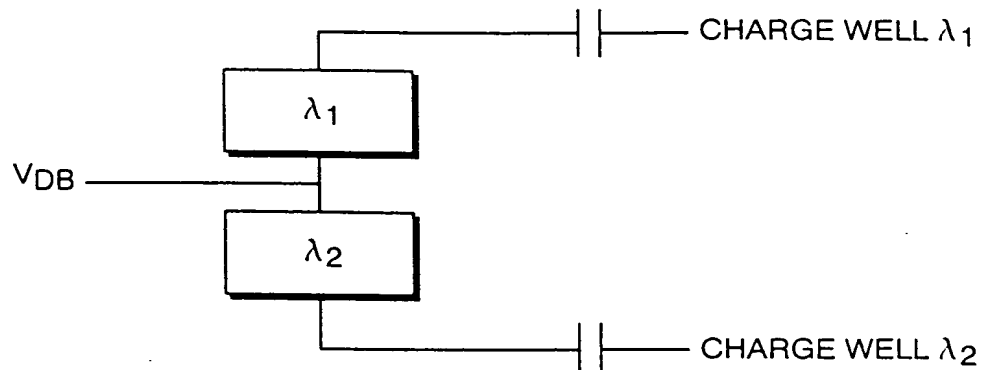 CHARGE WELL λ1
λ1
VDB
λ2
CHARGE WELL λ2